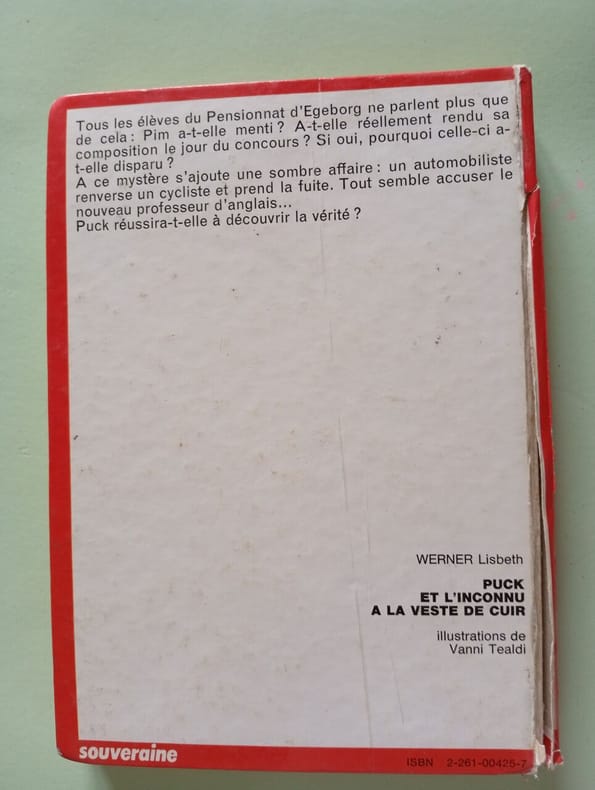 Tous les élèves du Pensionnat d'Egeborg ne parlent plus que
de cela : Pim a-t-elle menti ? A-t-elle réellement rendu sa
composition le jour du concours ? Si oui, pourquoi celle-ci a-
t-elle disparu ?
A ce mystère s'ajoute une sombre affaire : un automobiliste
renverse un cycliste et prend la fuite. Tout semble accuser le
nouveau professeur d'anglais...
Puck réussira-t-elle à découvrir la vérité ?
WERNER Lisbeth
PUCK
ET L'INCONNU
A LA VESTE DE CUIR
illustrations de
Vanni Tealdi
souveraine
ISBN 2-261-00425-7